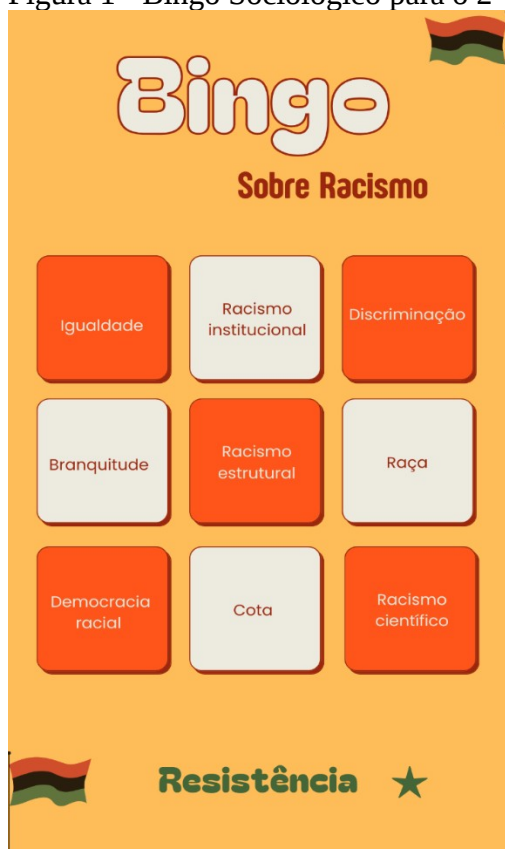 Figura 1 - Bingo Sociológico para o 2
Bingo
Sobre Racismo
Igualdade
Racismo
institucional
Discriminação
Branquitude
Racismo
estrutural
Raça
Democracia
racial
Cota
Racismo
científico
Resistência